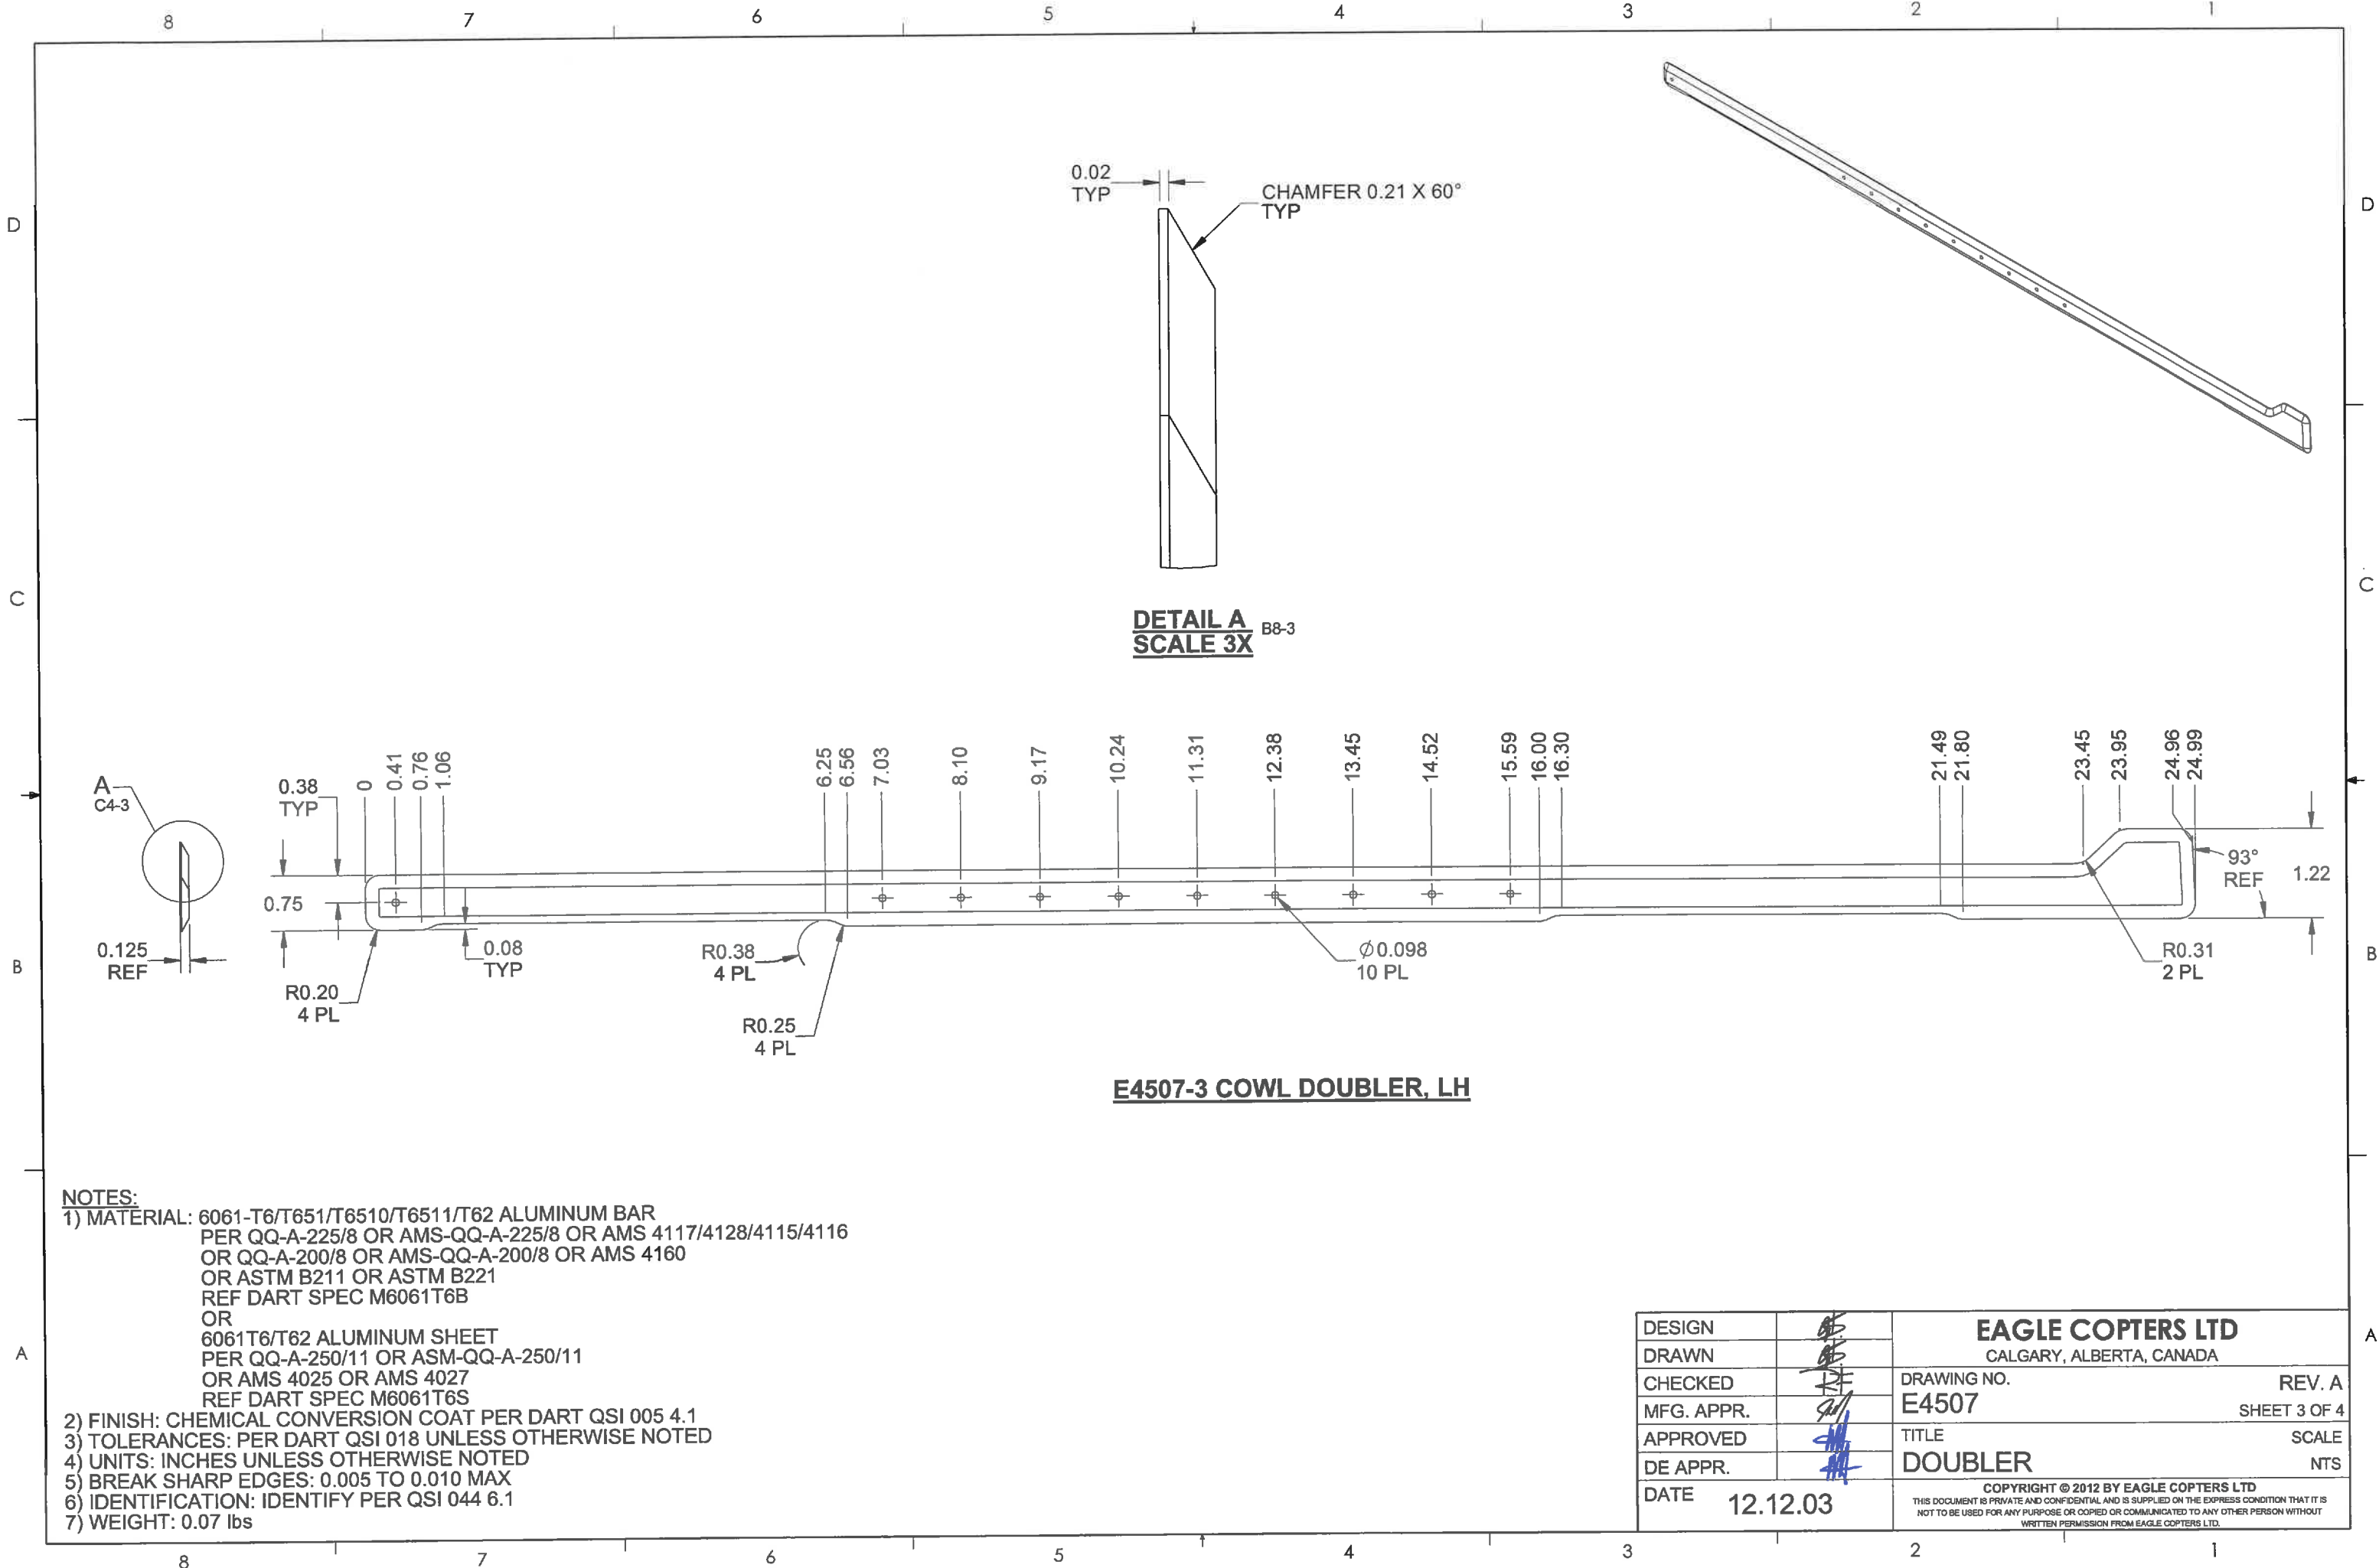 8 7 6 5 4 3 2 1
D
C
B
A
D
C
B
A
0.02
TYP
CHAMFER 0.21 X 60°
TYP
DETAIL A B8-3
SCALE 3X
A
C4-3
0.38
TYP
0
0.41
0.76
1.06
6.25
6.56
7.03
8.10
9.17
10.24
11.31
12.38
13.45
14.52
15.59
16.00
16.30
21.49
21.80
23.45
23.95
24.96
24.99
0.75
0.125
REF
R0.20
4 PL
0.08
TYP
R0.38
4 PL
R0.25
4 PL
Ø0.098
10 PL
R0.31
2 PL
93°
REF
1.22
E4507-3 COWL DOUBLER, LH
NOTES:
1) MATERIAL: 6061-T6/T651/T6510/T6511/T62 ALUMINUM BAR
PER QQ-A-225/8 OR AMS-QQ-A-225/8 OR AMS 4117/4128/4115/4116
OR QQ-A-200/8 OR AMS-QQ-A-200/8 OR AMS 4160
OR ASTM B211 OR ASTM B221
REF DART SPEC M6061T6B
OR
6061T6/T62 ALUMINUM SHEET
PER QQ-A-250/11 OR ASM-QQ-A-250/11
OR AMS 4025 OR AMS 4027
REF DART SPEC M6061T6S
2) FINISH: CHEMICAL CONVERSION COAT PER DART QSI 005 4.1
3) TOLERANCES: PER DART QSI 018 UNLESS OTHERWISE NOTED
4) UNITS: INCHES UNLESS OTHERWISE NOTED
5) BREAK SHARP EDGES: 0.005 TO 0.010 MAX
6) IDENTIFICATION: IDENTIFY PER QSI 044 6.1
7) WEIGHT: 0.07 lbs
DESIGN
DRAWN
CHECKED
MFG. APPR.
APPROVED
DE APPR.
DATE 12.12.03
EAGLE COPTERS LTD
CALGARY, ALBERTA, CANADA
DRAWING NO. REV. A
E4507 SHEET 3 OF 4
TITLE SCALE
DOUBLER NTS
COPYRIGHT © 2012 BY EAGLE COPTERS LTD
THIS DOCUMENT IS PRIVATE AND CONFIDENTIAL AND IS SUPPLIED ON THE EXPRESS CONDITION THAT IT IS
NOT TO BE USED FOR ANY PURPOSE OR COPIED OR COMMUNICATED TO ANY OTHER PERSON WITHOUT
WRITTEN PERMISSION FROM EAGLE COPTERS LTD.
8 7 6 5 4 3 2 1